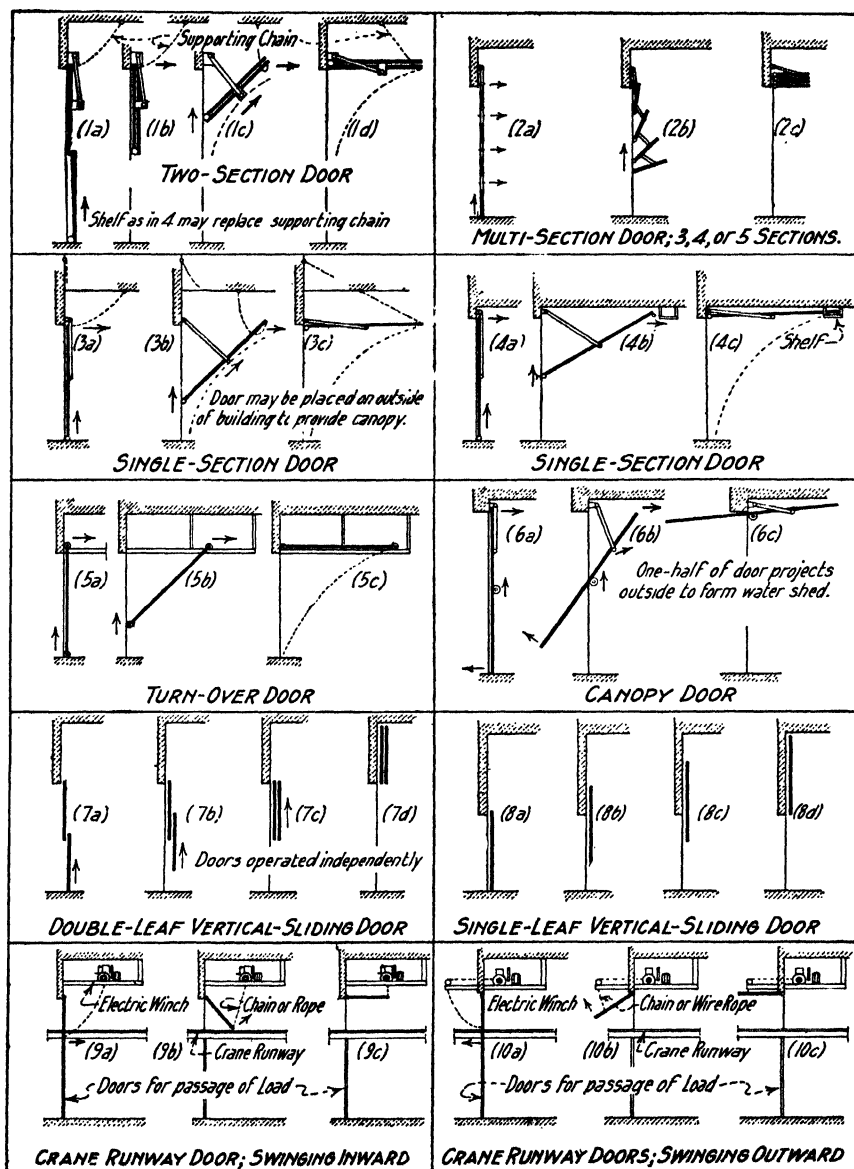 Supporting Chain
(1a) (1b) (1c) (1d)
TWO-SECTION DOOR
Shelf as in 4 may replace supporting chain
(2a) (2b) (2c)
MULTI-SECTION DOOR; 3, 4, or 5 SECTIONS.
(3a) (3b) (3c)
Door may be placed on outside
of building to provide canopy.
SINGLE-SECTION DOOR
(4a) (4b) (4c)
Shelf
SINGLE-SECTION DOOR
(5a) (5b) (5c)
TURN-OVER DOOR
(6a) (6b) (6c)
One-half of door projects
outside to form water shed.
CANOPY DOOR
(7a) (7b) (7c) (7d)
Doors operated independently
DOUBLE-LEAF VERTICAL-SLIDING DOOR
(8a) (8b) (8c) (8d)
SINGLE-LEAF VERTICAL-SLIDING DOOR
Electric Winch Chain or Rope
(9a) (9b) (9c)
Crane Runway
Doors for passage of Load
CRANE RUNWAY DOOR; SWINGING INWARD
Electric Winch Chain or Wire Rope
(10a) (10b) (10c)
Crane Runway
Doors for passage of Load
CRANE RUNWAY DOORS; SWINGING OUTWARD